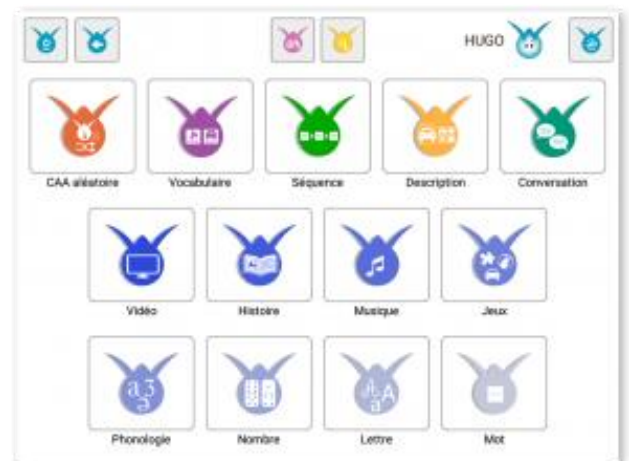 HUGO
CAA aléatoire Vocabulaire Séquence Description Conversation
Vidéo Histoire Musique Jeux
Phonologie Nombre Lettre Mot